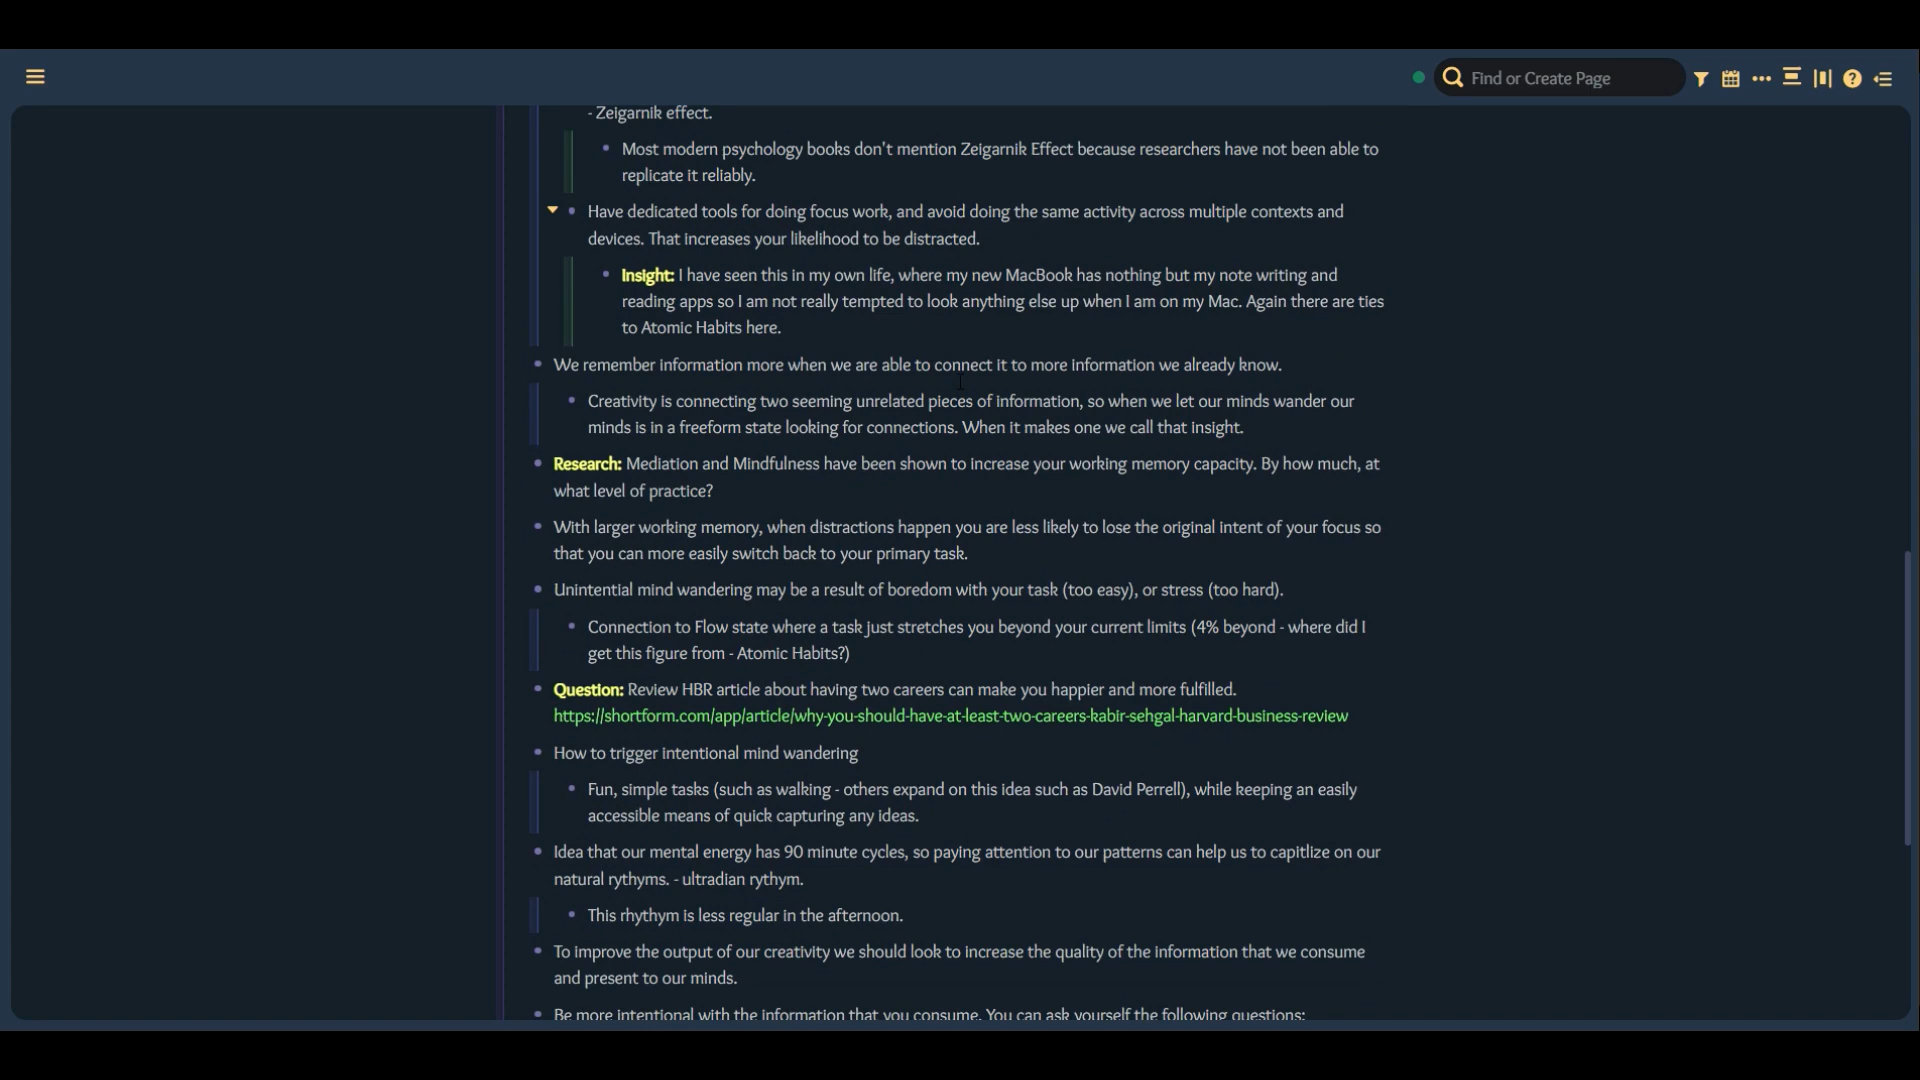 Find or Create Page
- Zeigarnik effect.
Most modern psychology books don't mention Zeigarnik Effect because researchers have not been able to
replicate it reliably.
Have dedicated tools for doing focus work, and avoid doing the same activity across multiple contexts and
devices. That increases your likelihood to be distracted.
Insight: I have seen this in my own life, where my new MacBook has nothing but my note writing and
reading apps so I am not really tempted to look anything else up when I am on my Mac. Again there are ties
to Atomic Habits here.
We remember information more when we are able to connect it to more information we already know.
Creativity is connecting two seeming unrelated pieces of information, so when we let our minds wander our
minds is in a freeform state looking for connections. When it makes one we call that insight.
Research: Mediation and Mindfulness have been shown to increase your working memory capacity. By how much, at
what level of practice?
With larger working memory, when distractions happen you are less likely to lose the original intent of your focus so
that you can more easily switch back to your primary task.
Unintential mind wandering may be a result of boredom with your task (too easy), or stress (too hard).
Connection to Flow state where a task just stretches you beyond your current limits (4% beyond - where did I
get this figure from - Atomic Habits?)
Question: Review HBR article about having two careers can make you happier and more fulfilled.
https://shortform.com/app/article/why-you-should-have-at-least-two-careers-kabir-sehgal-harvard-business-review
How to trigger intentional mind wandering
Fun, simple tasks (such as walking - others expand on this idea such as David Perrell), while keeping an easily
accessible means of quick capturing any ideas.
Idea that our mental energy has 90 minute cycles, so paying attention to our patterns can help us to capitlize on our
natural rythyms. - ultradian rythym.
This rhythym is less regular in the afternoon.
To improve the output of our creativity we should look to increase the quality of the information that we consume
and present to our minds.
Be more intentional with the information that you consume. You can ask yourself the following questions: